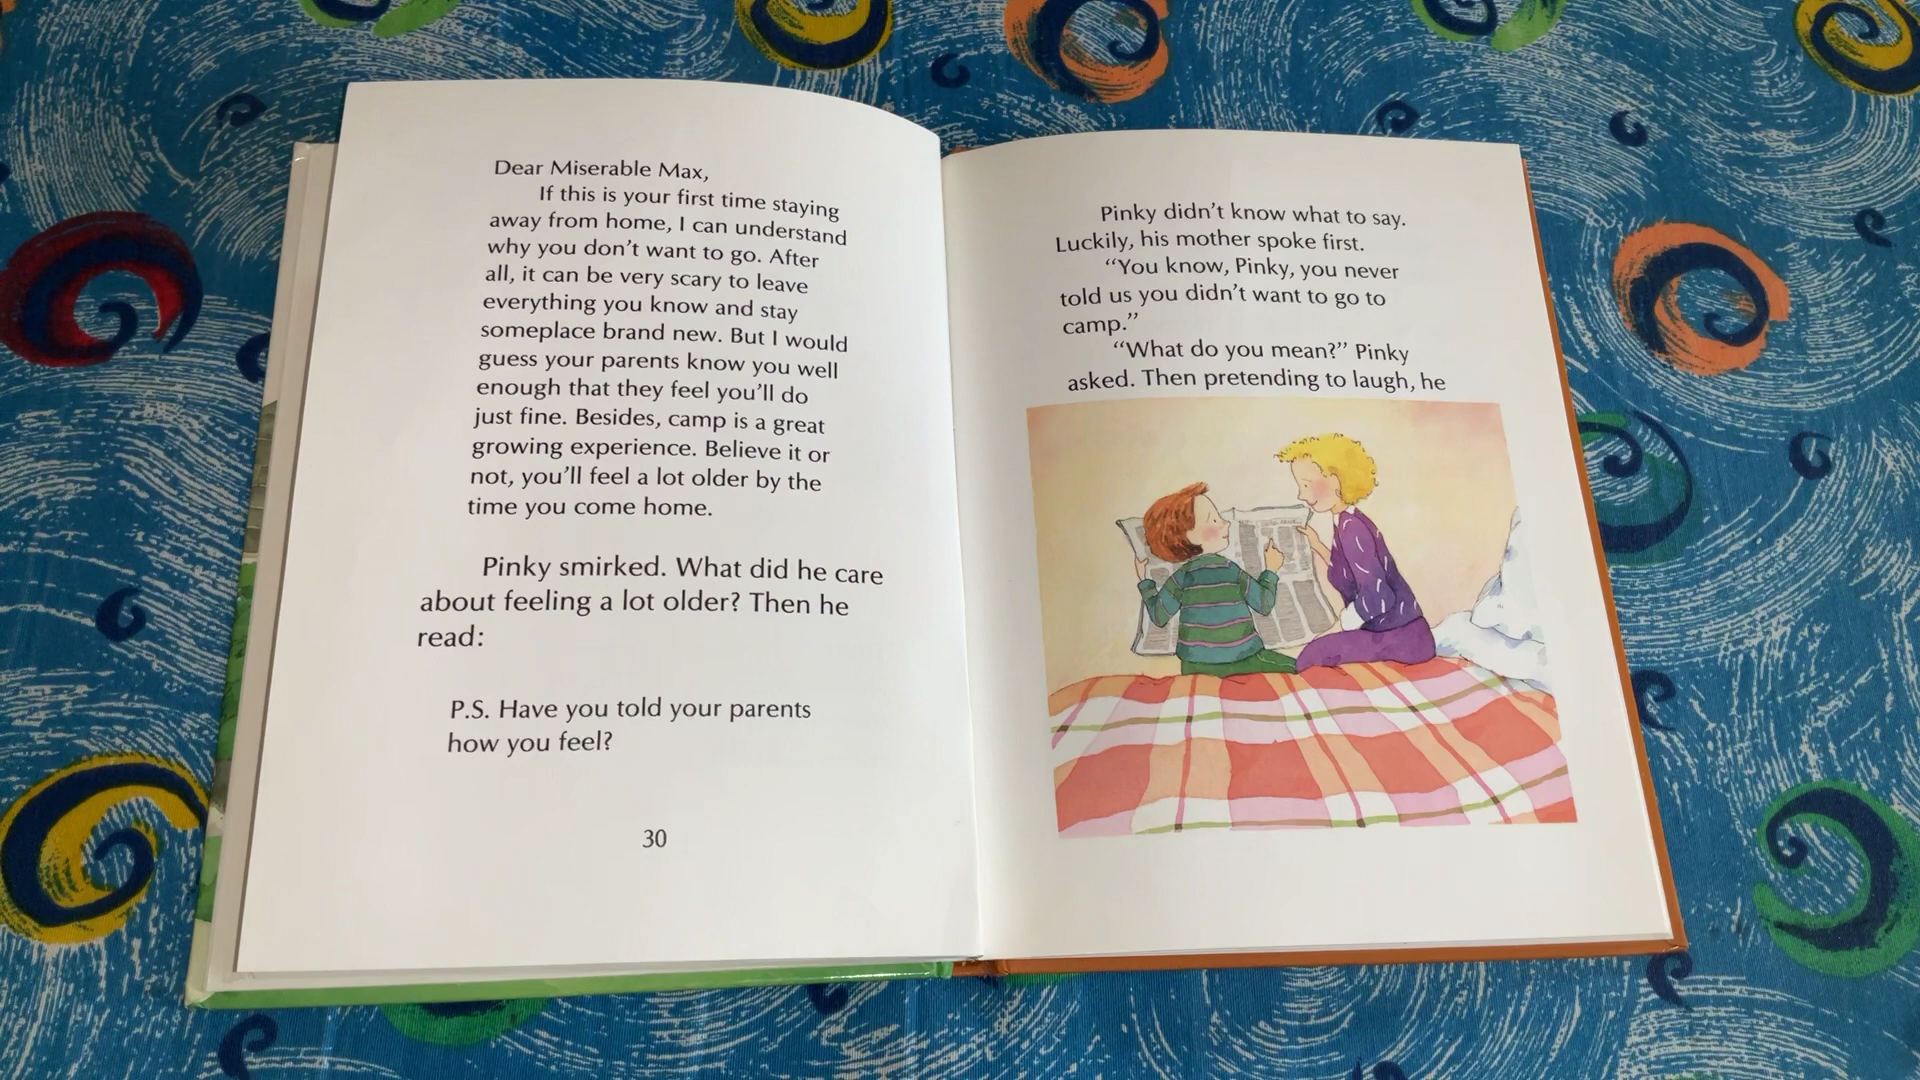 Dear Miserable Max,
If this is your first time staying
away from home, I can understand
why you don't want to go. After
all, it can be very scary to leave
everything you know and stay
someplace brand new. But I would
guess your parents know you well
enough that they feel you'll do
just fine. Besides, camp is a great
growing experience. Believe it or
not, you'll feel a lot older by the
time you come home.
Pinky smirked. What did he care
about feeling a lot older? Then he
read:
P.S. Have you told your parents
how you feel?
30
Pinky didn't know what to say.
Luckily, his mother spoke first.
“You know, Pinky, you never
told us you didn't want to go to
camp.”
“What do you mean?” Pinky
asked. Then pretending to laugh, he